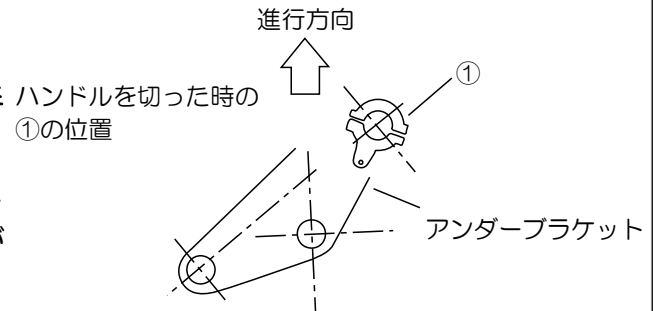 進行方向
①
ハンドルを切った時の
①の位置
アンダーブラケット